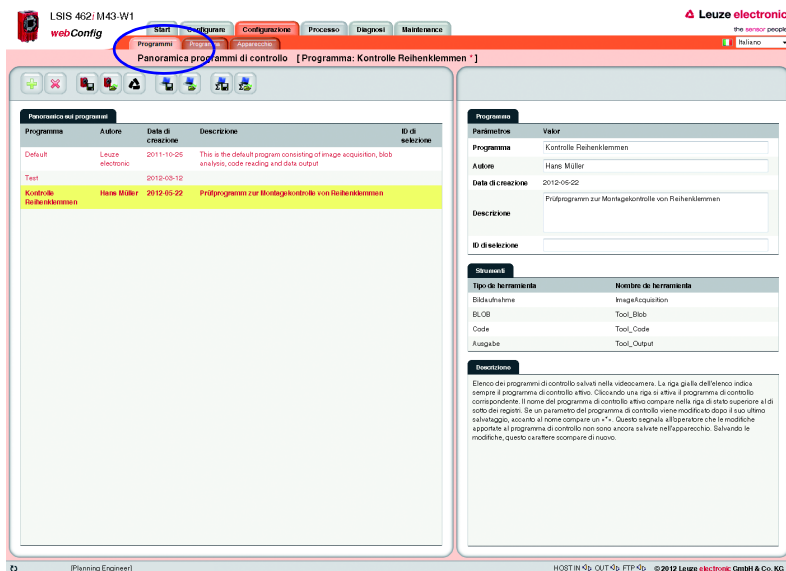 LSIS 462i M43-W1
webConfig
Leuze electronic
the sensor people
Start Configurare Configurazione Processo Diagnosi Maintenance
Programmi Programma Apparecchio
Italiano
Panoramica programmi di controllo [ Programma: Kontrolle Reihenklemmen * ]
Panoramica sui programmi
Programma Autore Data di creazione Descrizione ID di selezione
Default Leuze electronic 2011-10-25 This is the default program consisting of image acquisition, blob analysis, code reading and data output
Test 2012-03-12
Kontrolle Reihenklemmen Hans Müller 2012-05-22 Prüfprogramm zur Montagekontrolle von Reihenklemmen
Programma
Parámetros Valor
Programma Kontrolle Reihenklemmen
Autore Hans Müller
Data di creazione 2012-05-22
Descrizione Prüfprogramm zur Montagekontrolle von Reihenklemmen
ID di selezione
Strumenti
Tipo de herramienta Nombre de herramienta
Bildaufnahme ImageAcquisition
BLOB Tool_Blob
Code Tool_Code
Ausgabe Tool_Output
Descrizione
Elenco dei programmi di controllo salvati nella videocamera. La riga gialla dell'elenco indica
sempre il programma di controllo attivo. Cliccando una riga si attiva il programma di controllo
corrispondente. Il nome del programma di controllo attivo compare nella riga di stato superiore al di
sotto dei registri. Se un parametro del programma di controllo viene modificato dopo il suo ultimo
salvataggio, accanto al nome compare un «*». Questo segnala all'operatore che le modifiche
apportate al programma di controllo non sono ancora salvate nell'apparecchio. Salvando le
modifiche, questo carattere scompare di nuovo.
[Planning Engineer]
HOST IN OUT FTP © 2012 Leuze electronic GmbH & Co. KG